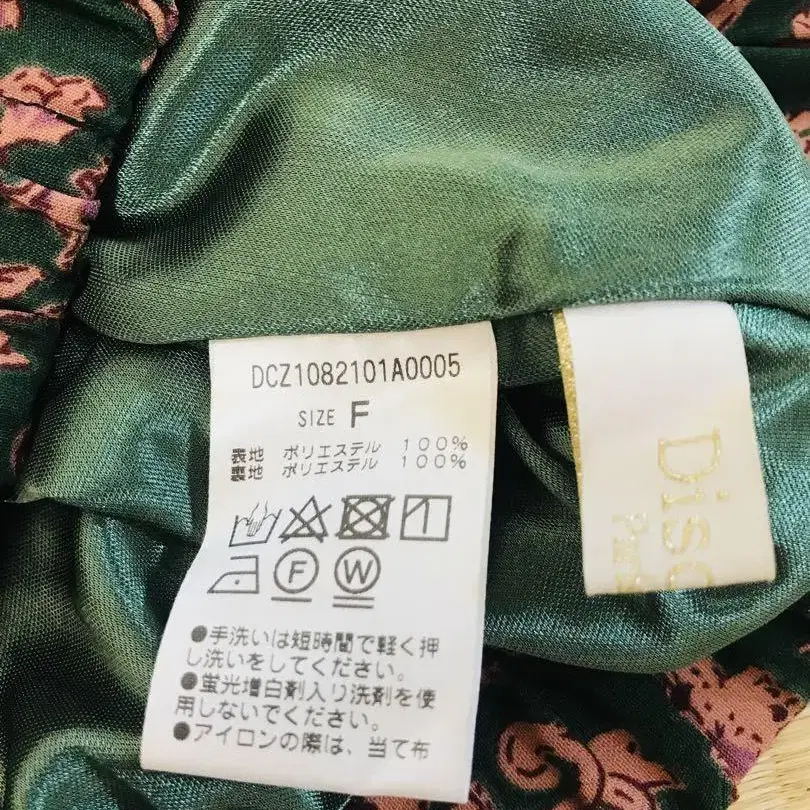 DCZ1082101A0005
SIZE F
表地 ポリエステル 100%
裏地 ポリエステル 100%
F W
●手洗いは短時間で軽く押
し洗いをしてください。
●蛍光増白剤入り洗剤を使
用しないでください。
●アイロンの際は、当て布
Disc
Paris